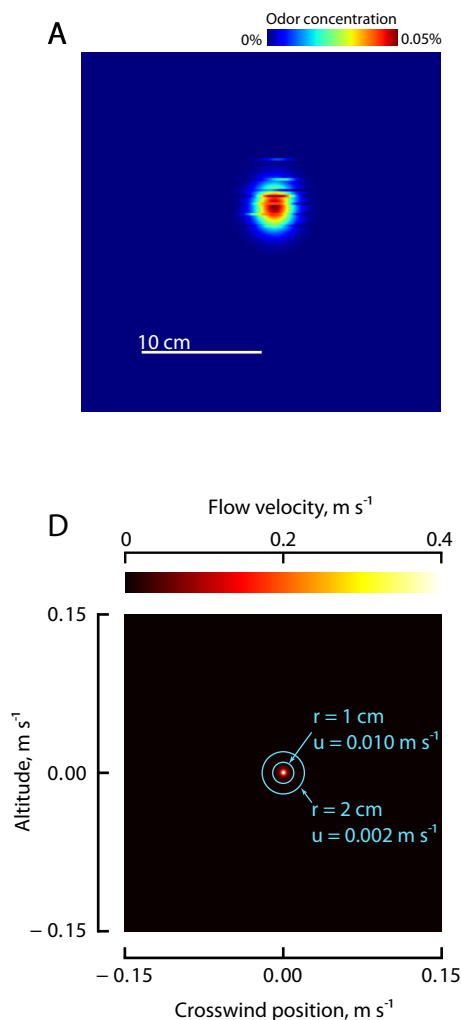 A
Odor concentration
0%
0.05%
10 cm
D
Flow velocity, m s⁻¹
0
0.2
0.4
0.15
r = 1 cm
u = 0.010 m s⁻¹
0.00
r = 2 cm
u = 0.002 m s⁻¹
Altitude, m s⁻¹
− 0.15
− 0.15
0.00
0.15
Crosswind position, m s⁻¹